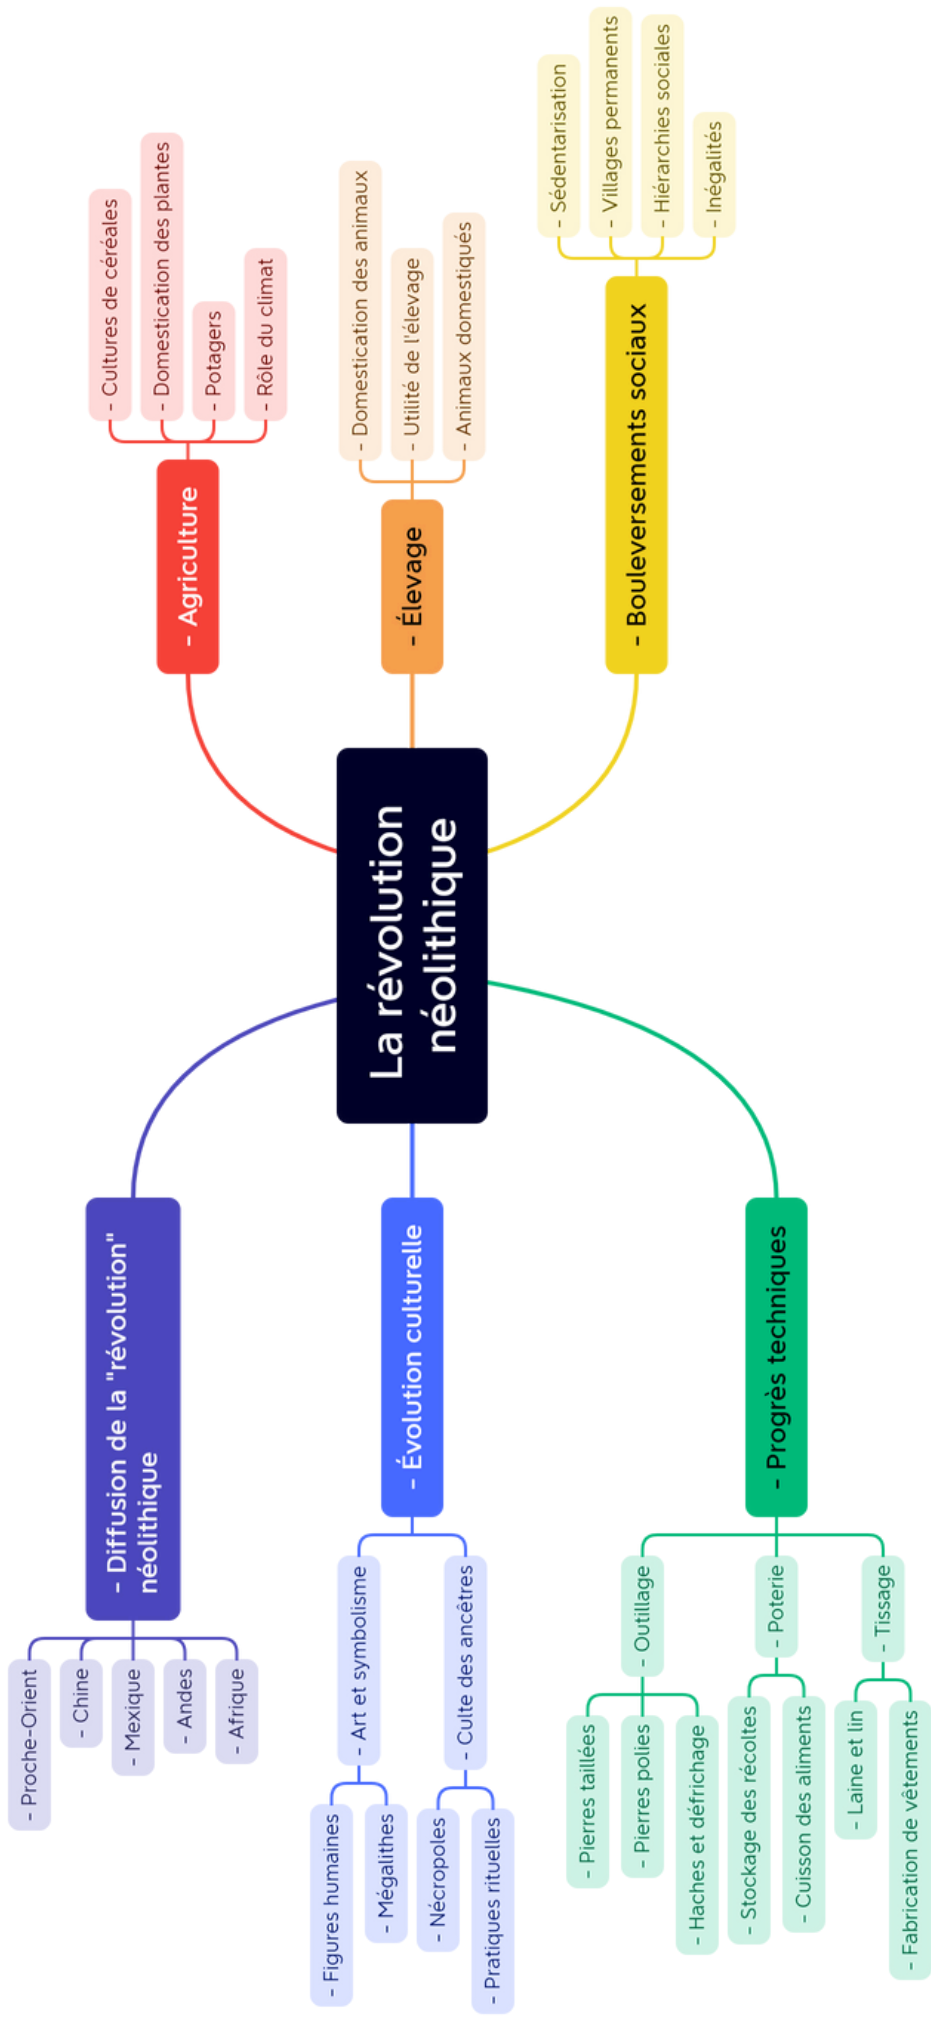 La révolution
néolithique
- Agriculture
- Cultures de céréales
- Domestication des plantes
- Potagers
- Rôle du climat
- Élevage
- Domestication des animaux
- Utilité de l'élevage
- Animaux domestiqués
- Bouleversements sociaux
- Sédentarisation
- Villages permanents
- Hiérarchies sociales
- Inégalités
- Progrès techniques
- Outillage
- Pierres taillées
- Pierres polies
- Haches et défrichage
- Poterie
- Stockage des récoltes
- Cuisson des aliments
- Tissage
- Laine et lin
- Fabrication de vêtements
- Évolution culturelle
- Art et symbolisme
- Figures humaines
- Mégalithes
- Culte des ancêtres
- Nécropoles
- Pratiques rituelles
- Diffusion de la "révolution"
néolithique
- Proche-Orient
- Chine
- Mexique
- Andes
- Afrique